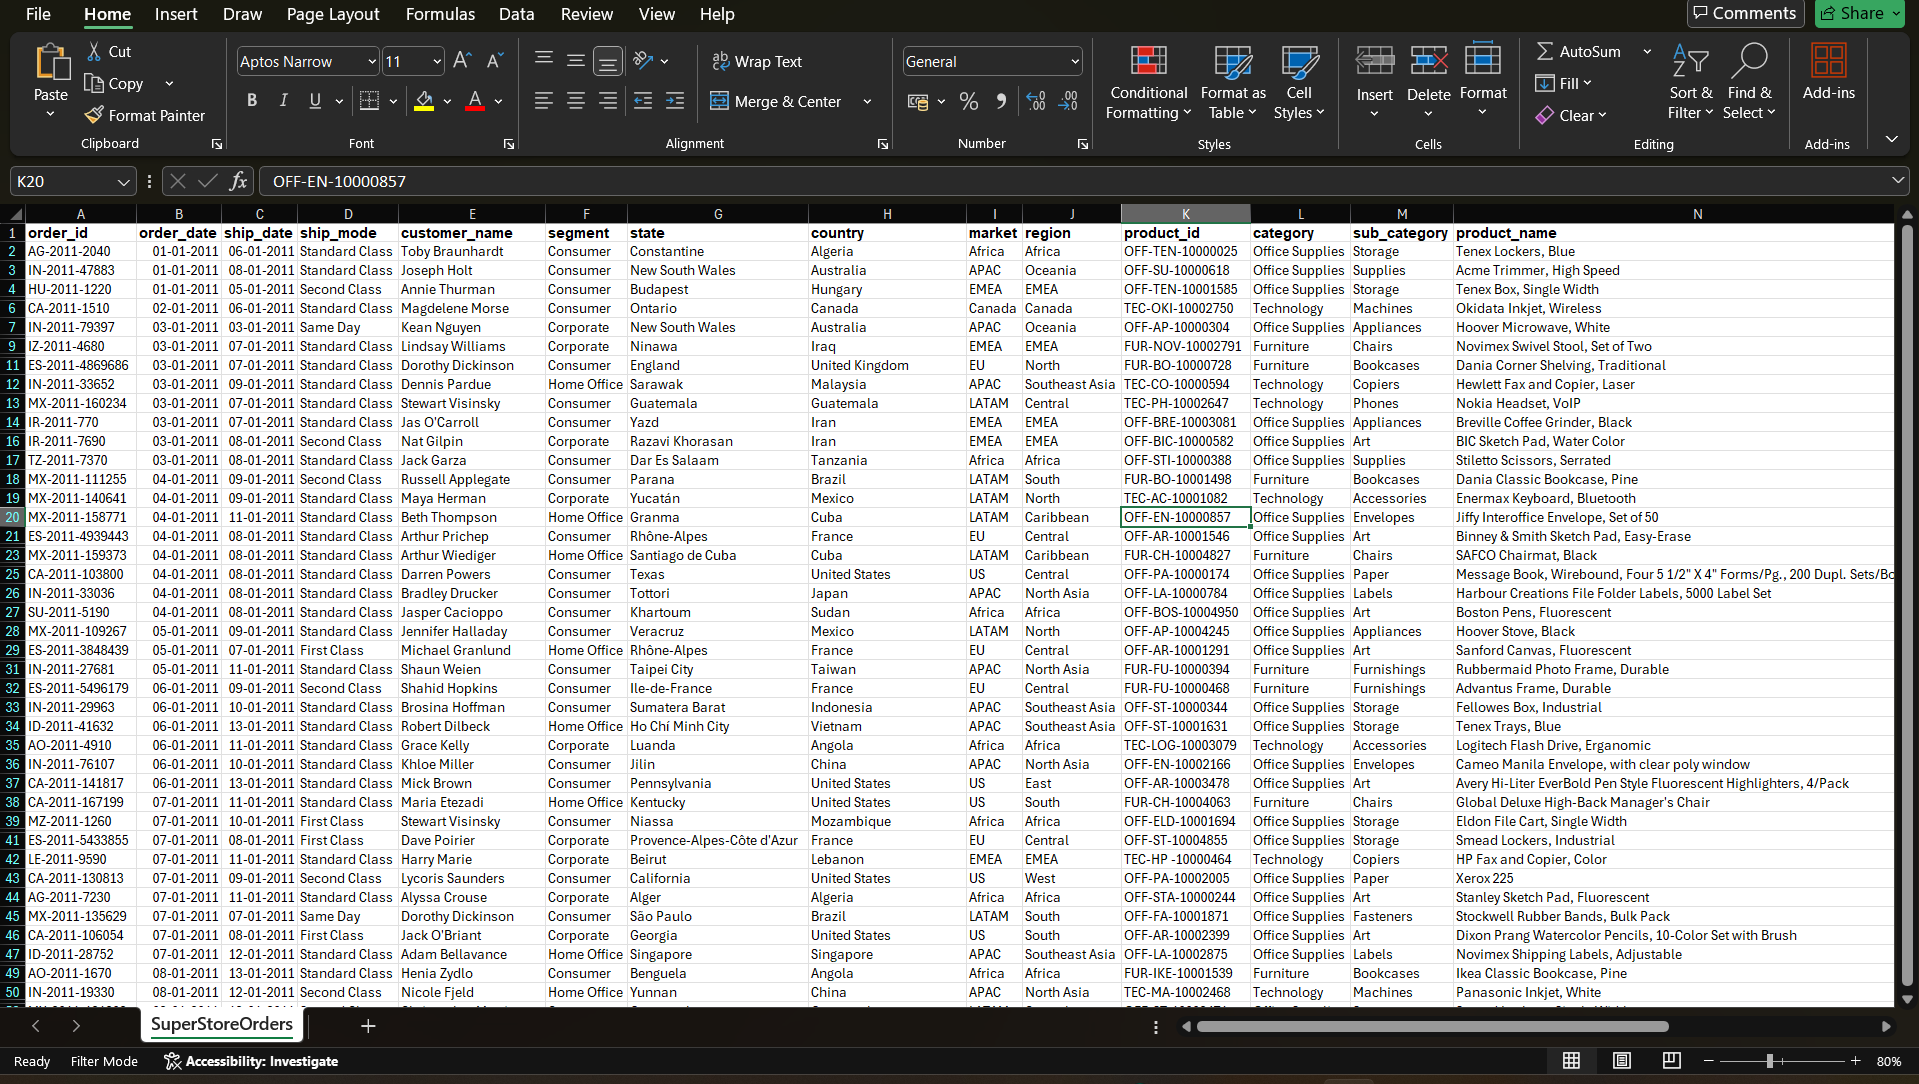 File Home Insert Draw Page Layout Formulas Data Review View Help Comments Share
Paste Cut Copy Format Painter Clipboard
Aptos Narrow 11 B I U Font
Wrap Text Merge & Center Alignment
General % Number
Conditional Formatting Format as Table Cell Styles Styles
Insert Delete Format Cells
AutoSum Fill Clear Sort & Filter Find & Select Editing
Add-ins Add-ins
K20 fx OFF-EN-10000857
A B C D E F G H I J K L M N
1 order_id order_date ship_date ship_mode customer_name segment state country market region product_id category sub_category product_name
2 AG-2011-2040 01-01-2011 06-01-2011 Standard Class Toby Braunhardt Consumer Constantine Algeria Africa Africa OFF-TEN-10000025 Office Supplies Storage Tenex Lockers, Blue
3 IN-2011-47883 01-01-2011 08-01-2011 Standard Class Joseph Holt Consumer New South Wales Australia APAC Oceania OFF-SU-10000618 Office Supplies Supplies Acme Trimmer, High Speed
4 HU-2011-1220 01-01-2011 05-01-2011 Second Class Annie Thurman Consumer Budapest Hungary EMEA EMEA OFF-TEN-10001585 Office Supplies Storage Tenex Box, Single Width
6 CA-2011-1510 02-01-2011 06-01-2011 Standard Class Magdelene Morse Consumer Ontario Canada Canada Canada TEC-OKI-10002750 Technology Machines Okidata Inkjet, Wireless
7 IN-2011-79397 03-01-2011 03-01-2011 Same Day Kean Nguyen Corporate New South Wales Australia APAC Oceania OFF-AP-10000304 Office Supplies Appliances Hoover Microwave, White
9 IZ-2011-4680 03-01-2011 07-01-2011 Standard Class Lindsay Williams Corporate Ninawa Iraq EMEA EMEA FUR-NOV-10002791 Furniture Chairs Novimex Swivel Stool, Set of Two
11 ES-2011-4869686 03-01-2011 07-01-2011 Standard Class Dorothy Dickinson Consumer England United Kingdom EU North FUR-BO-10000728 Furniture Bookcases Dania Corner Shelving, Traditional
12 IN-2011-33652 03-01-2011 09-01-2011 Standard Class Dennis Pardue Home Office Sarawak Malaysia APAC Southeast Asia TEC-CO-10000594 Technology Copiers Hewlett Fax and Copier, Laser
13 MX-2011-160234 03-01-2011 07-01-2011 Standard Class Stewart Visinsky Consumer Guatemala Guatemala LATAM Central TEC-PH-10002647 Technology Phones Nokia Headset, VoIP
14 IR-2011-770 03-01-2011 07-01-2011 Standard Class Jas O'Carroll Consumer Yazd Iran EMEA EMEA OFF-BRE-10003081 Office Supplies Appliances Breville Coffee Grinder, Black
16 IR-2011-7690 03-01-2011 08-01-2011 Second Class Nat Gilpin Corporate Razavi Khorasan Iran EMEA EMEA OFF-BIC-10000582 Office Supplies Art BIC Sketch Pad, Water Color
17 TZ-2011-7370 03-01-2011 08-01-2011 Standard Class Jack Garza Consumer Dar Es Salaam Tanzania Africa Africa OFF-STI-10000388 Office Supplies Supplies Stiletto Scissors, Serrated
18 MX-2011-111255 04-01-2011 09-01-2011 Second Class Russell Applegate Consumer Parana Brazil LATAM South FUR-BO-10001498 Furniture Bookcases Dania Classic Bookcase, Pine
19 MX-2011-140641 04-01-2011 09-01-2011 Standard Class Maya Herman Corporate Yucatán Mexico LATAM North TEC-AC-10001082 Technology Accessories Enermax Keyboard, Bluetooth
20 MX-2011-158771 04-01-2011 11-01-2011 Standard Class Beth Thompson Home Office Granma Cuba LATAM Caribbean OFF-EN-10000857 Office Supplies Envelopes Jiffy Interoffice Envelope, Set of 50
21 ES-2011-4939443 04-01-2011 08-01-2011 Standard Class Arthur Prichep Consumer Rhône-Alpes France EU Central OFF-AR-10001546 Office Supplies Art Binney & Smith Sketch Pad, Easy-Erase
23 MX-2011-159373 04-01-2011 08-01-2011 Standard Class Arthur Wiediger Home Office Santiago de Cuba Cuba LATAM Caribbean FUR-CH-10004827 Furniture Chairs SAFCO Chairmat, Black
25 CA-2011-103800 04-01-2011 08-01-2011 Standard Class Darren Powers Consumer Texas United States US Central OFF-PA-10000174 Office Supplies Paper Message Book, Wirebound, Four 5 1/2" X 4" Forms/Pg., 200 Dupl. Sets/Bo
26 IN-2011-33036 04-01-2011 08-01-2011 Standard Class Bradley Drucker Consumer Tottori Japan APAC North Asia OFF-LA-10000784 Office Supplies Labels Harbour Creations File Folder Labels, 5000 Label Set
27 SU-2011-5190 04-01-2011 08-01-2011 Standard Class Jasper Cacioppo Consumer Khartoum Sudan Africa Africa OFF-BOS-10004950 Office Supplies Art Boston Pens, Fluorescent
28 MX-2011-109267 05-01-2011 09-01-2011 Standard Class Jennifer Halladay Consumer Veracruz Mexico LATAM North OFF-AP-10004245 Office Supplies Appliances Hoover Stove, Black
29 ES-2011-3848439 05-01-2011 07-01-2011 First Class Michael Granlund Home Office Rhône-Alpes France EU Central OFF-AR-10001291 Office Supplies Art Sanford Canvas, Fluorescent
31 IN-2011-27681 05-01-2011 11-01-2011 Standard Class Shaun Weien Consumer Taipei City Taiwan APAC North Asia FUR-FU-10000394 Furniture Furnishings Rubbermaid Photo Frame, Durable
32 ES-2011-5496179 06-01-2011 09-01-2011 Second Class Shahid Hopkins Consumer Ile-de-France France EU Central FUR-FU-10000468 Furniture Furnishings Advantus Frame, Durable
33 IN-2011-29963 06-01-2011 10-01-2011 Standard Class Brosina Hoffman Consumer Sumatera Barat Indonesia APAC Southeast Asia OFF-ST-10000344 Office Supplies Storage Fellowes Box, Industrial
34 ID-2011-41632 06-01-2011 13-01-2011 Standard Class Robert Dilbeck Home Office Ho Chí Minh City Vietnam APAC Southeast Asia OFF-ST-10001631 Office Supplies Storage Tenex Trays, Blue
35 AO-2011-4910 06-01-2011 11-01-2011 Standard Class Grace Kelly Corporate Luanda Angola Africa Africa TEC-LOG-10003079 Technology Accessories Logitech Flash Drive, Erganomic
36 IN-2011-76107 06-01-2011 10-01-2011 Standard Class Khloe Miller Consumer Jilin China APAC North Asia OFF-EN-10002166 Office Supplies Envelopes Cameo Manila Envelope, with clear poly window
37 CA-2011-141817 06-01-2011 13-01-2011 Standard Class Mick Brown Consumer Pennsylvania United States US East OFF-AR-10003478 Office Supplies Art Avery Hi-Liter EverBold Pen Style Fluorescent Highlighters, 4/Pack
38 CA-2011-167199 07-01-2011 11-01-2011 Standard Class Maria Etezadi Home Office Kentucky United States US South FUR-CH-10004063 Furniture Chairs Global Deluxe High-Back Manager's Chair
39 MZ-2011-1260 07-01-2011 10-01-2011 First Class Stewart Visinsky Consumer Niassa Mozambique Africa Africa OFF-ELD-10001694 Office Supplies Storage Eldon File Cart, Single Width
41 ES-2011-5433855 07-01-2011 08-01-2011 First Class Dave Poirier Corporate Provence-Alpes-Côte d'Azur France EU Central OFF-ST-10004855 Office Supplies Storage Smead Lockers, Industrial
42 LE-2011-9590 07-01-2011 11-01-2011 Standard Class Harry Marie Corporate Beirut Lebanon EMEA EMEA TEC-HP -10000464 Technology Copiers HP Fax and Copier, Color
43 CA-2011-130813 07-01-2011 09-01-2011 Second Class Lycoris Saunders Consumer California United States US West OFF-PA-10002005 Office Supplies Paper Xerox 225
44 AG-2011-7230 07-01-2011 11-01-2011 Standard Class Alyssa Crouse Corporate Alger Algeria Africa Africa OFF-STA-10000244 Office Supplies Art Stanley Sketch Pad, Fluorescent
45 MX-2011-135629 07-01-2011 07-01-2011 Same Day Dorothy Dickinson Consumer São Paulo Brazil LATAM South OFF-FA-10001871 Office Supplies Fasteners Stockwell Rubber Bands, Bulk Pack
46 CA-2011-106054 07-01-2011 08-01-2011 First Class Jack O'Briant Corporate Georgia United States US South OFF-AR-10002399 Office Supplies Art Dixon Prang Watercolor Pencils, 10-Color Set with Brush
47 ID-2011-28752 07-01-2011 12-01-2011 Standard Class Adam Bellavance Home Office Singapore Singapore APAC Southeast Asia OFF-LA-10002875 Office Supplies Labels Novimex Shipping Labels, Adjustable
49 AO-2011-1670 08-01-2011 13-01-2011 Standard Class Henia Zydlo Consumer Benguela Angola Africa Africa FUR-IKE-10001539 Furniture Bookcases Ikea Classic Bookcase, Pine
50 IN-2011-19330 08-01-2011 12-01-2011 Second Class Nicole Fjeld Home Office Yunnan China APAC North Asia TEC-MA-10002468 Technology Machines Panasonic Inkjet, White
SuperStoreOrders
Ready Filter Mode Accessibility: Investigate 80%